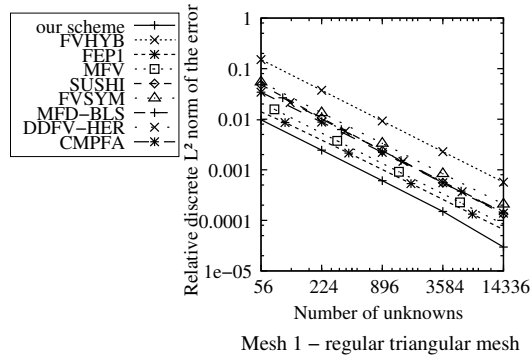 our scheme
FVHYB
FEP1
MFV
SUSHI
FVSYM
MFD-BLS
DDFV-HER
CMPFA
Relative discrete L² norm of the error
1
0.1
0.01
0.001
0.0001
1e-05
56
224
896
3584
14336
Number of unknowns
Mesh 1 − regular triangular mesh